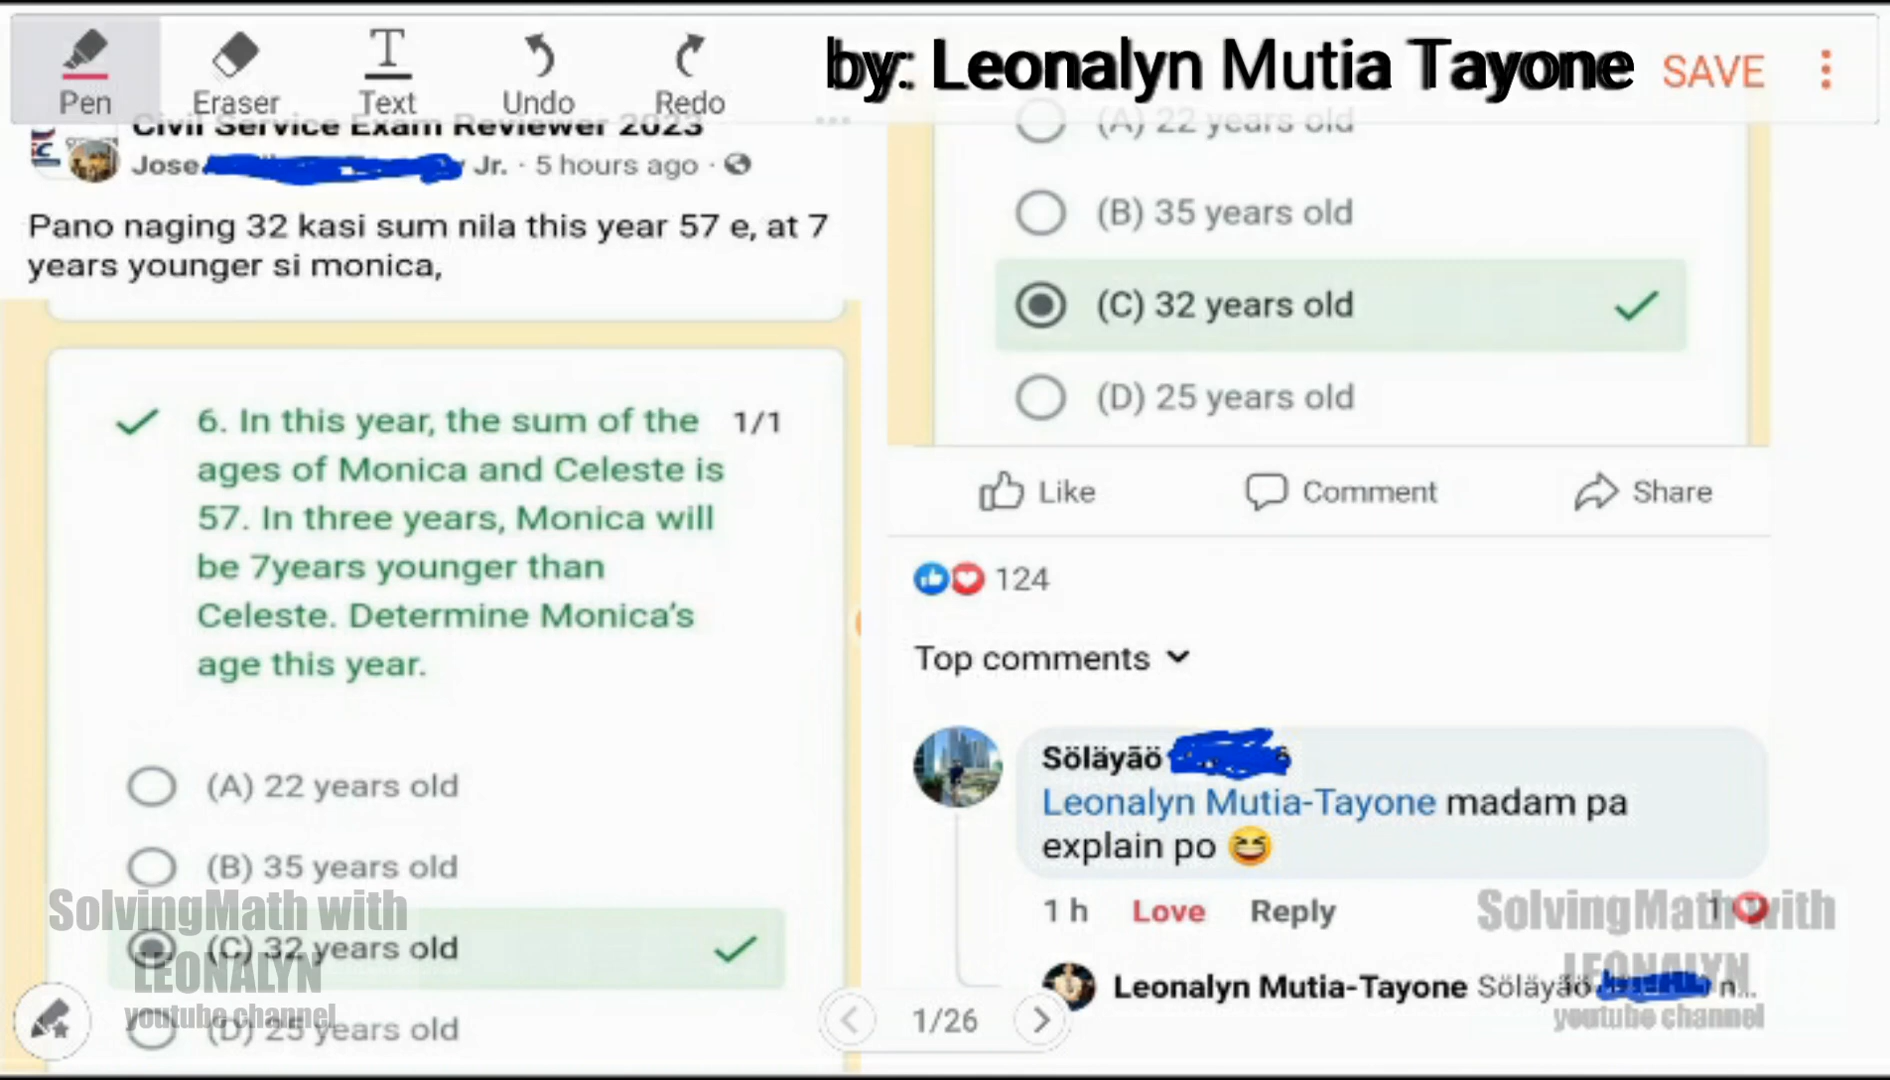 Pen
Eraser
Text
Undo
Redo
by: Leonalyn Mutia Tayone
SAVE
Civil Service Exam Reviewer 2023
Jose Jr. · 5 hours ago ·
Pano naging 32 kasi sum nila this year 57 e, at 7
years younger si monica,
6. In this year, the sum of the 1/1
ages of Monica and Celeste is
57. In three years, Monica will
be 7years younger than
Celeste. Determine Monica's
age this year.
(A) 22 years old
(B) 35 years old
(C) 32 years old
(D) 25 years old
SolvingMath with
LEONALYN
youtube channel
(A) 22 years old
(B) 35 years old
(C) 32 years old
(D) 25 years old
Like
Comment
Share
124
Top comments
Söläyäö
Leonalyn Mutia-Tayone madam pa
explain po 😆
1 h Love Reply 1
Leonalyn Mutia-Tayone Söläyäö n...
SolvingMath with
LEONALYN
youtube channel
1/26